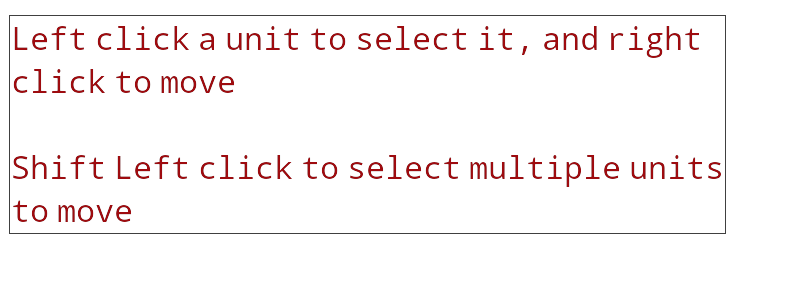 Left click a unit to select it, and right
click to move
Shift Left click to select multiple units
to move